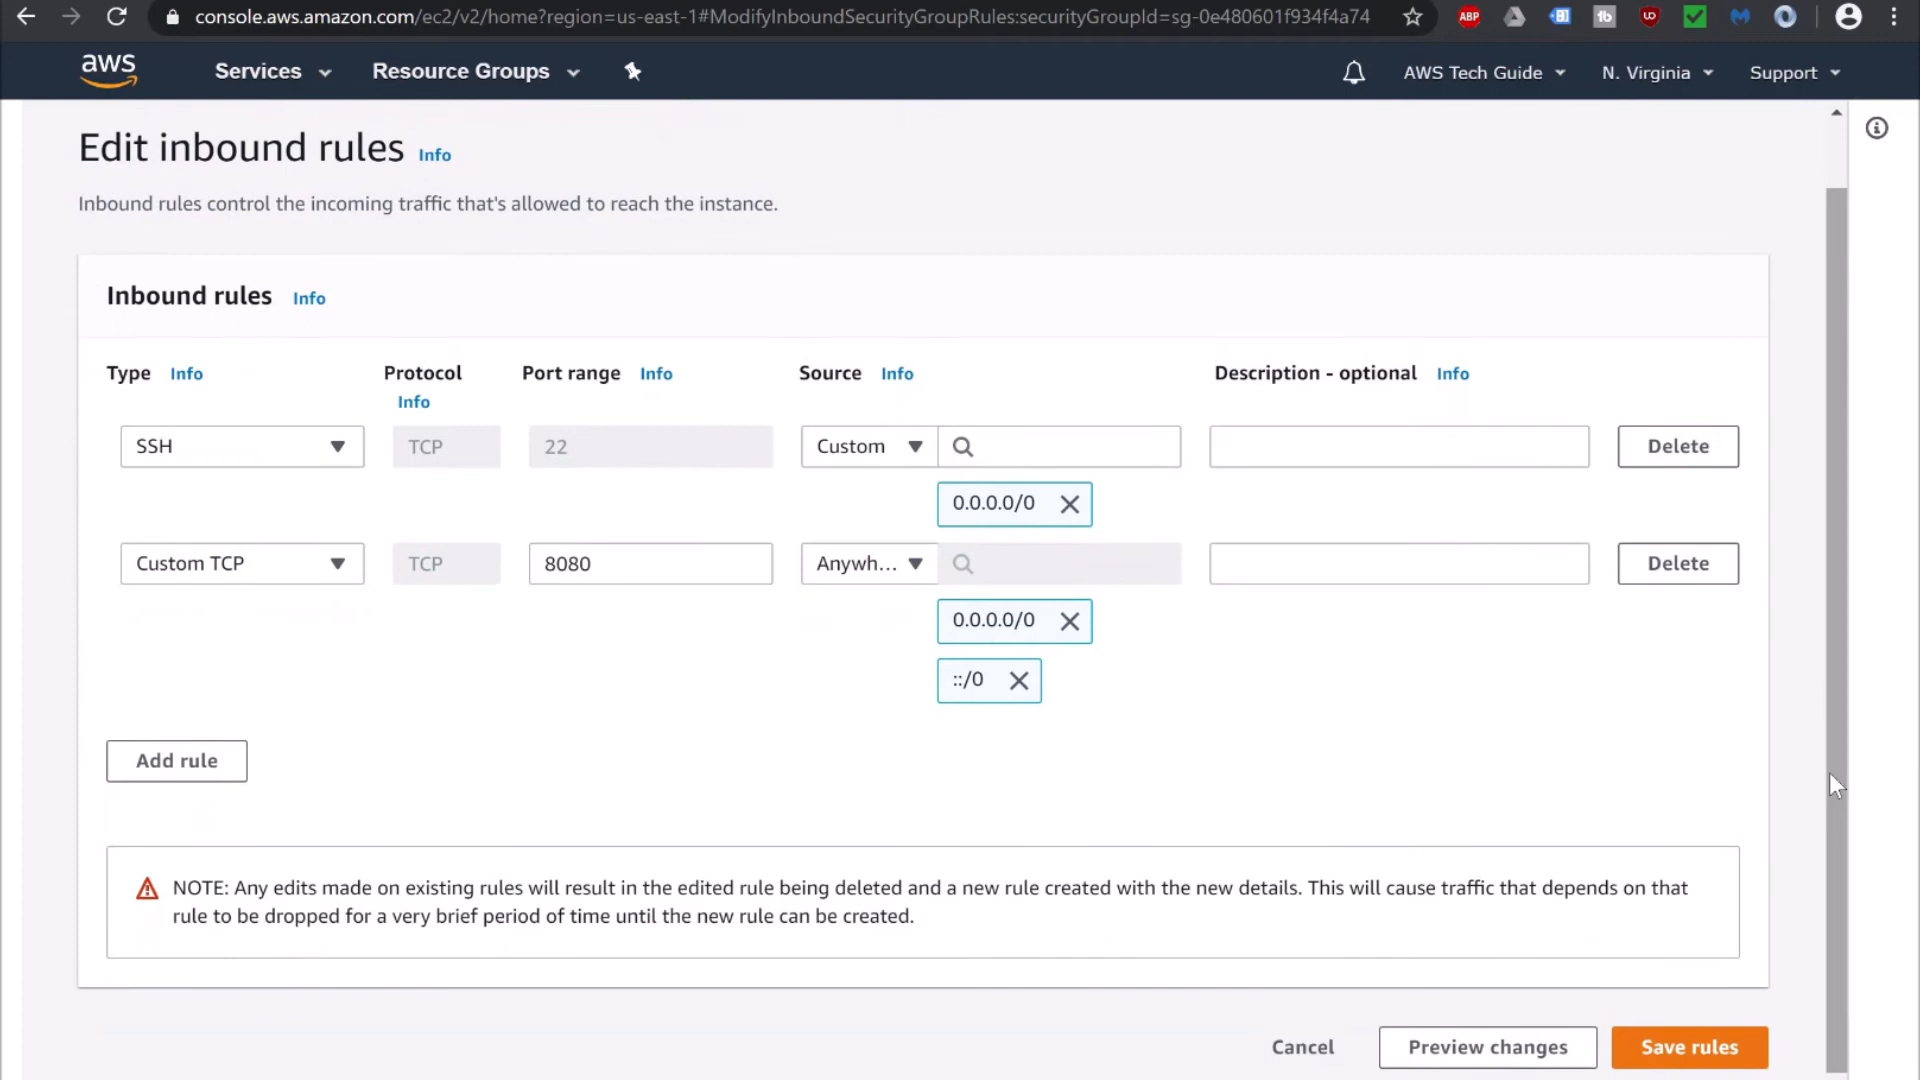 console.aws.amazon.com/ec2/v2/home?region=us-east-1#ModifyInboundSecurityGroupRules:securityGroupId=sg-0e480601f934f4a74
ABP
tb
aws
Services
Resource Groups
AWS Tech Guide
N. Virginia
Support
Edit inbound rules Info
Inbound rules control the incoming traffic that's allowed to reach the instance.
Inbound rules Info
Type Info
Protocol Info
Port range Info
Source Info
Description - optional Info
SSH
TCP
22
Custom
Delete
0.0.0.0/0
Custom TCP
TCP
8080
Anywh...
Delete
0.0.0.0/0
::/0
Add rule
NOTE: Any edits made on existing rules will result in the edited rule being deleted and a new rule created with the new details. This will cause traffic that depends on that
rule to be dropped for a very brief period of time until the new rule can be created.
Cancel
Preview changes
Save rules